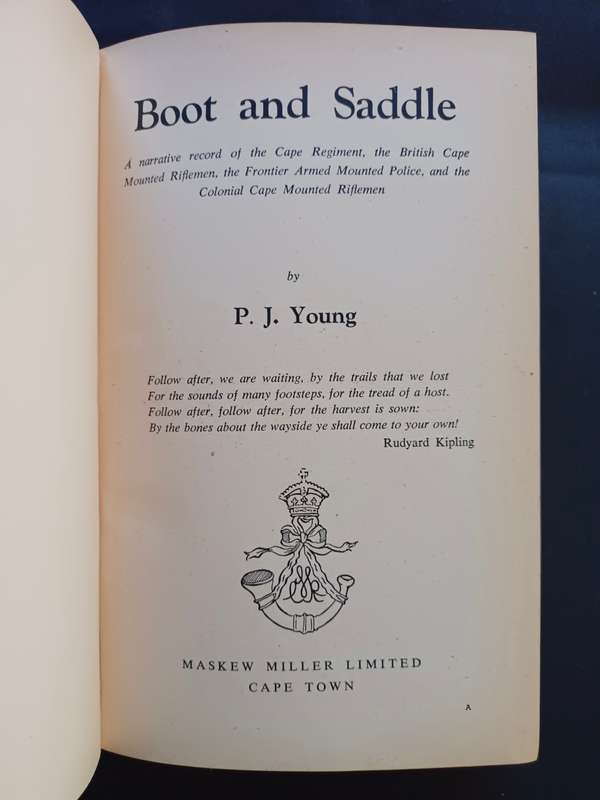 Boot and Saddle
A narrative record of the Cape Regiment, the British Cape
Mounted Riflemen, the Frontier Armed Mounted Police, and the
Colonial Cape Mounted Riflemen
by
P. J. Young
Follow after, we are waiting, by the trails that we lost
For the sounds of many footsteps, for the tread of a host.
Follow after, follow after, for the harvest is sown:
By the bones about the wayside ye shall come to your own!
Rudyard Kipling
MASKEW MILLER LIMITED
CAPE TOWN
A